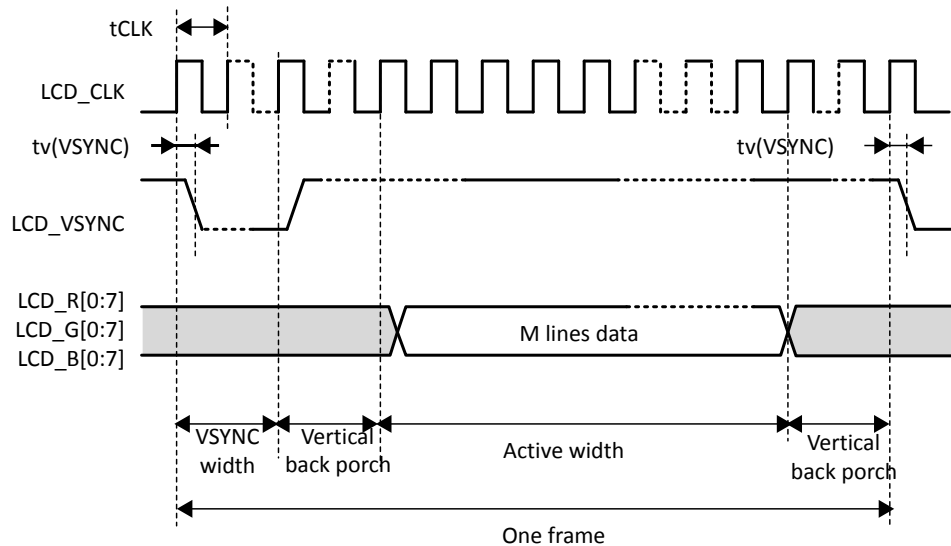 tCLK
LCD_CLK
tv(VSYNC)
tv(VSYNC)
LCD_VSYNC
LCD_R[0:7]
LCD_G[0:7]
LCD_B[0:7]
M lines data
VSYNC
width
Vertical
back porch
Active width
Vertical
back porch
One frame